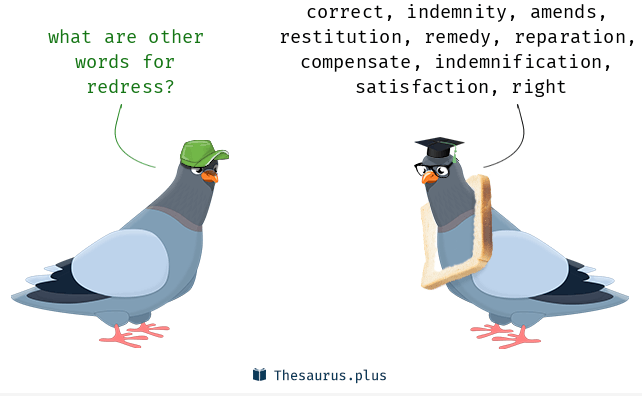 what are other
words for
redress?
correct, indemnity, amends,
restitution, remedy, reparation,
compensate, indemnification,
satisfaction, right
Thesaurus.plus